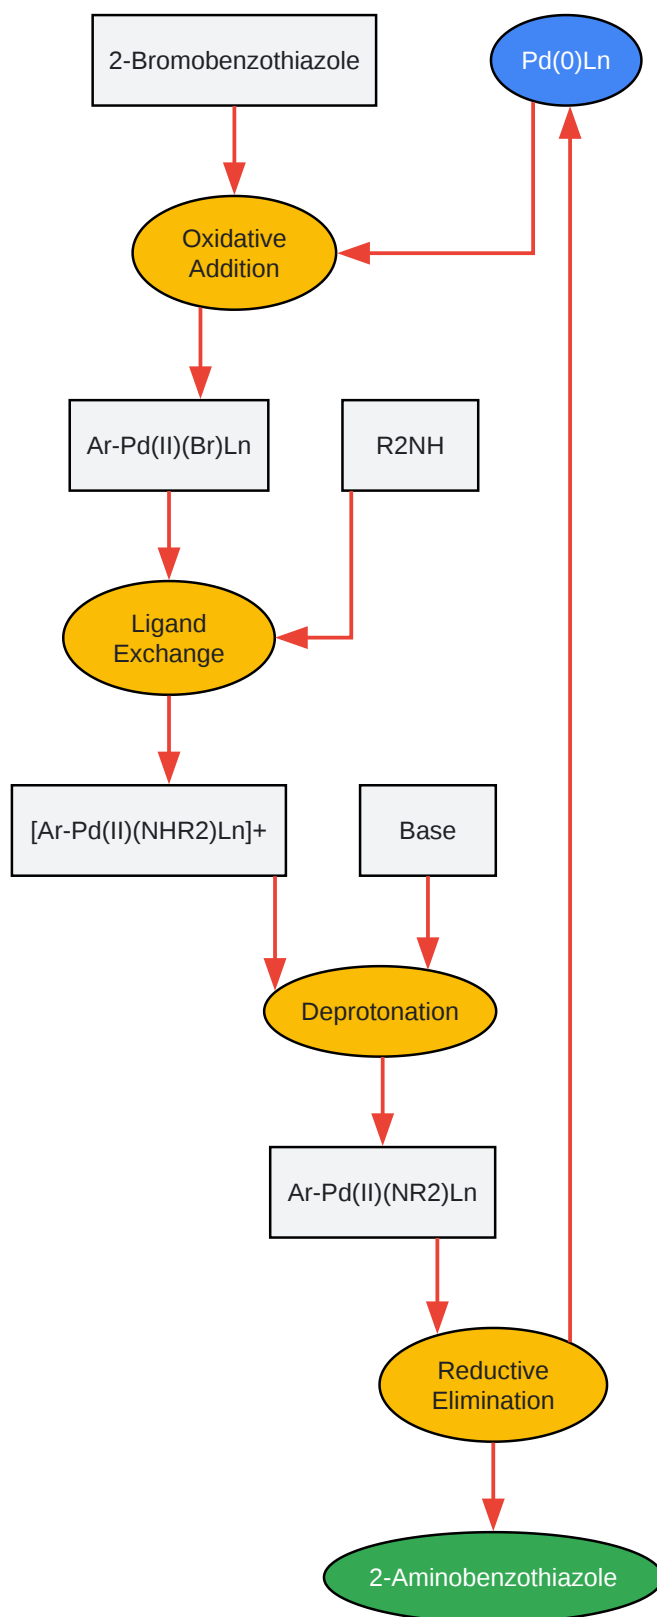 2-Bromobenzothiazole
Pd(0)Ln
Oxidative
Addition
Ar-Pd(II)(Br)Ln
R2NH
Ligand
Exchange
[Ar-Pd(II)(NHR2)Ln]+
Base
Deprotonation
Ar-Pd(II)(NR2)Ln
Reductive
Elimination
2-Aminobenzothiazole